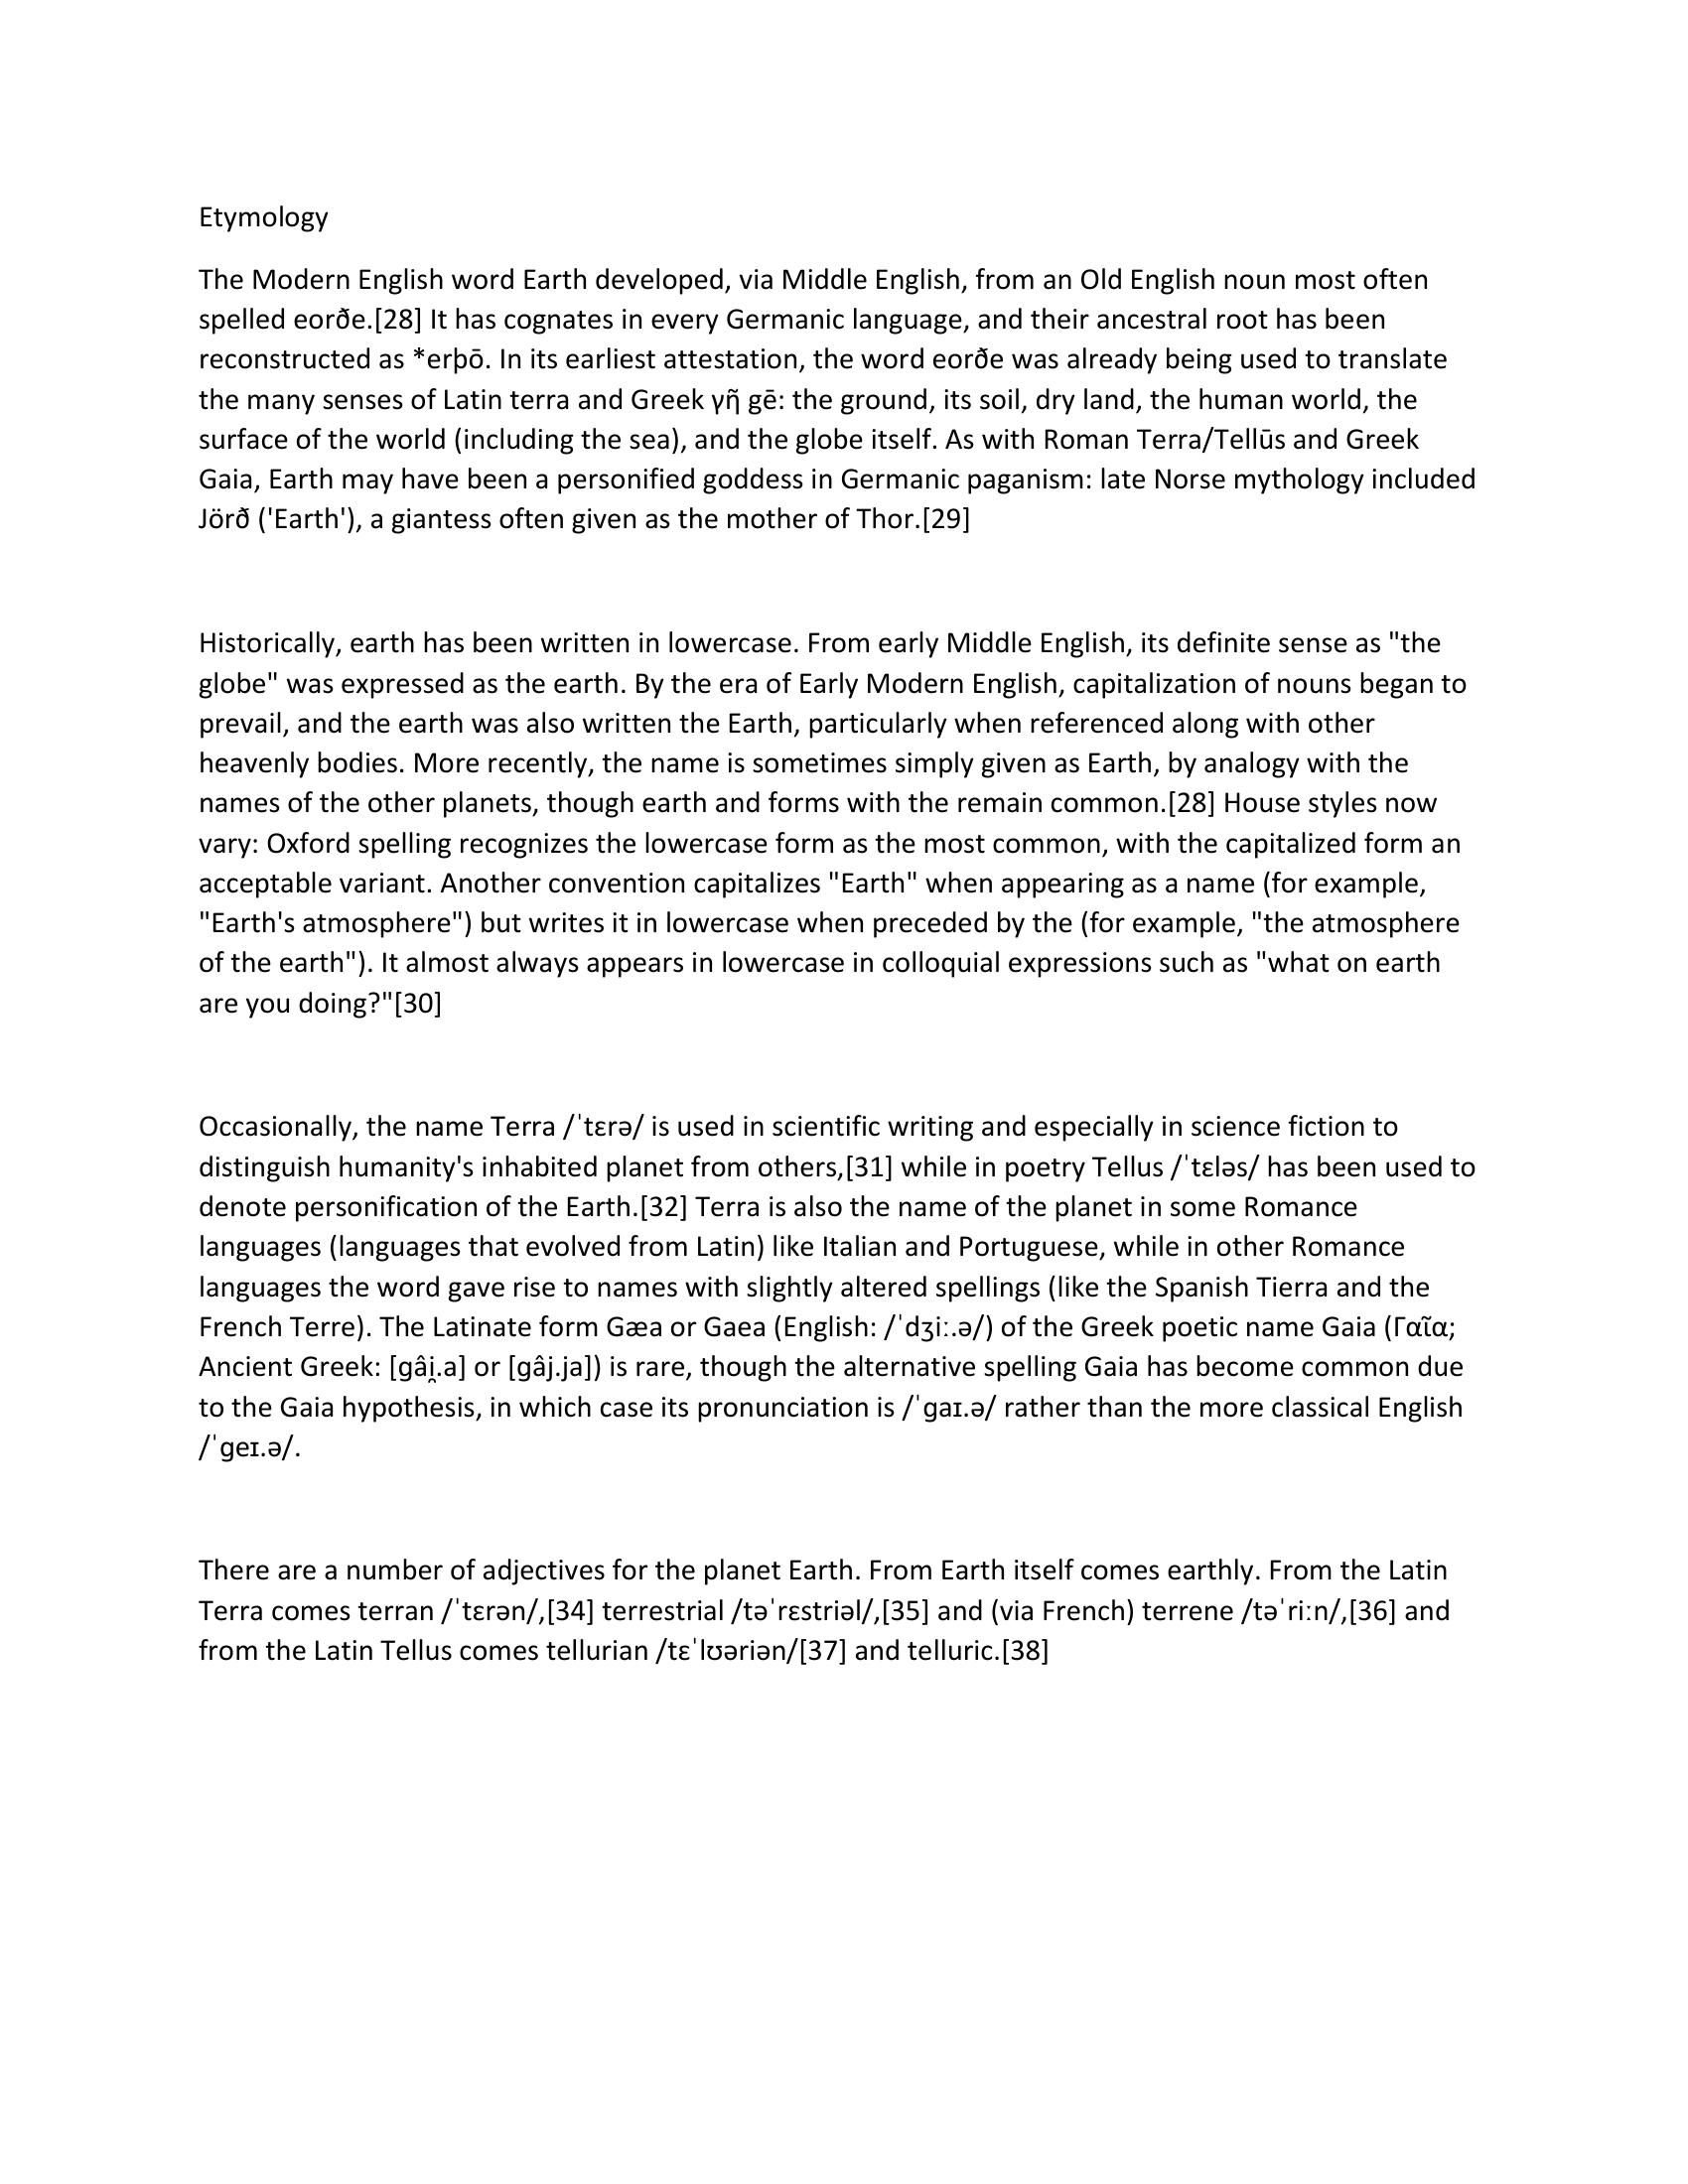 Etymology
The Modern English word Earth developed, via Middle English, from an Old English noun most often
spelled eorðe.[28] It has cognates in every Germanic language, and their ancestral root has been
reconstructed as *erþō. In its earliest attestation, the word eorðe was already being used to translate
the many senses of Latin terra and Greek γῆ gē: the ground, its soil, dry land, the human world, the
surface of the world (including the sea), and the globe itself. As with Roman Terra/Tellūs and Greek
Gaia, Earth may have been a personified goddess in Germanic paganism: late Norse mythology included
Jörð ('Earth'), a giantess often given as the mother of Thor.[29]
Historically, earth has been written in lowercase. From early Middle English, its definite sense as "the
globe" was expressed as the earth. By the era of Early Modern English, capitalization of nouns began to
prevail, and the earth was also written the Earth, particularly when referenced along with other
heavenly bodies. More recently, the name is sometimes simply given as Earth, by analogy with the
names of the other planets, though earth and forms with the remain common.[28] House styles now
vary: Oxford spelling recognizes the lowercase form as the most common, with the capitalized form an
acceptable variant. Another convention capitalizes "Earth" when appearing as a name (for example,
"Earth's atmosphere") but writes it in lowercase when preceded by the (for example, "the atmosphere
of the earth"). It almost always appears in lowercase in colloquial expressions such as "what on earth
are you doing?"[30]
Occasionally, the name Terra /ˈtɛrə/ is used in scientific writing and especially in science fiction to
distinguish humanity's inhabited planet from others,[31] while in poetry Tellus /ˈtɛləs/ has been used to
denote personification of the Earth.[32] Terra is also the name of the planet in some Romance
languages (languages that evolved from Latin) like Italian and Portuguese, while in other Romance
languages the word gave rise to names with slightly altered spellings (like the Spanish Tierra and the
French Terre). The Latinate form Gæa or Gaea (English: /ˈdʒiː.ə/) of the Greek poetic name Gaia (Γαῖα;
Ancient Greek: [ɡâi̯.a] or [ɡâj.ja]) is rare, though the alternative spelling Gaia has become common due
to the Gaia hypothesis, in which case its pronunciation is /ˈɡaɪ.ə/ rather than the more classical English
/ˈɡeɪ.ə/.
There are a number of adjectives for the planet Earth. From Earth itself comes earthly. From the Latin
Terra comes terran /ˈtɛrən/,[34] terrestrial /təˈrɛstriəl/,[35] and (via French) terrene /təˈriːn/,[36] and
from the Latin Tellus comes tellurian /tɛˈlʊəriən/[37] and telluric.[38]